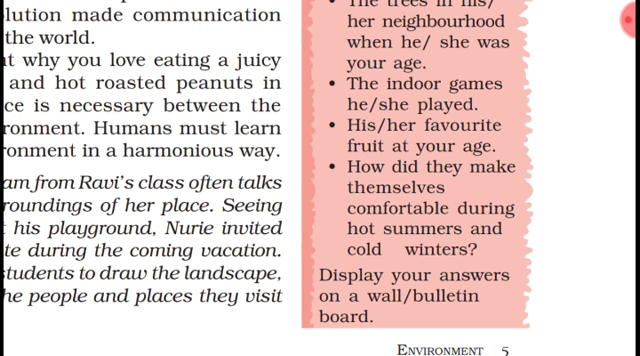 lution made communication
the world.
t why you love eating a juicy
and hot roasted peanuts in
ce is necessary between the
ronment. Humans must learn
ronment in a harmonious way.
am from Ravi's class often talks
roundings of her place. Seeing
t his playground, Nurie invited
te during the coming vacation.
students to draw the landscape,
he people and places they visit
• The trees in his/
her neighbourhood
when he/ she was
your age.
• The indoor games
he/she played.
• His/her favourite
fruit at your age.
• How did they make
themselves
comfortable during
hot summers and
cold winters?
Display your answers
on a wall/bulletin
board.
ENVIRONMENT 5